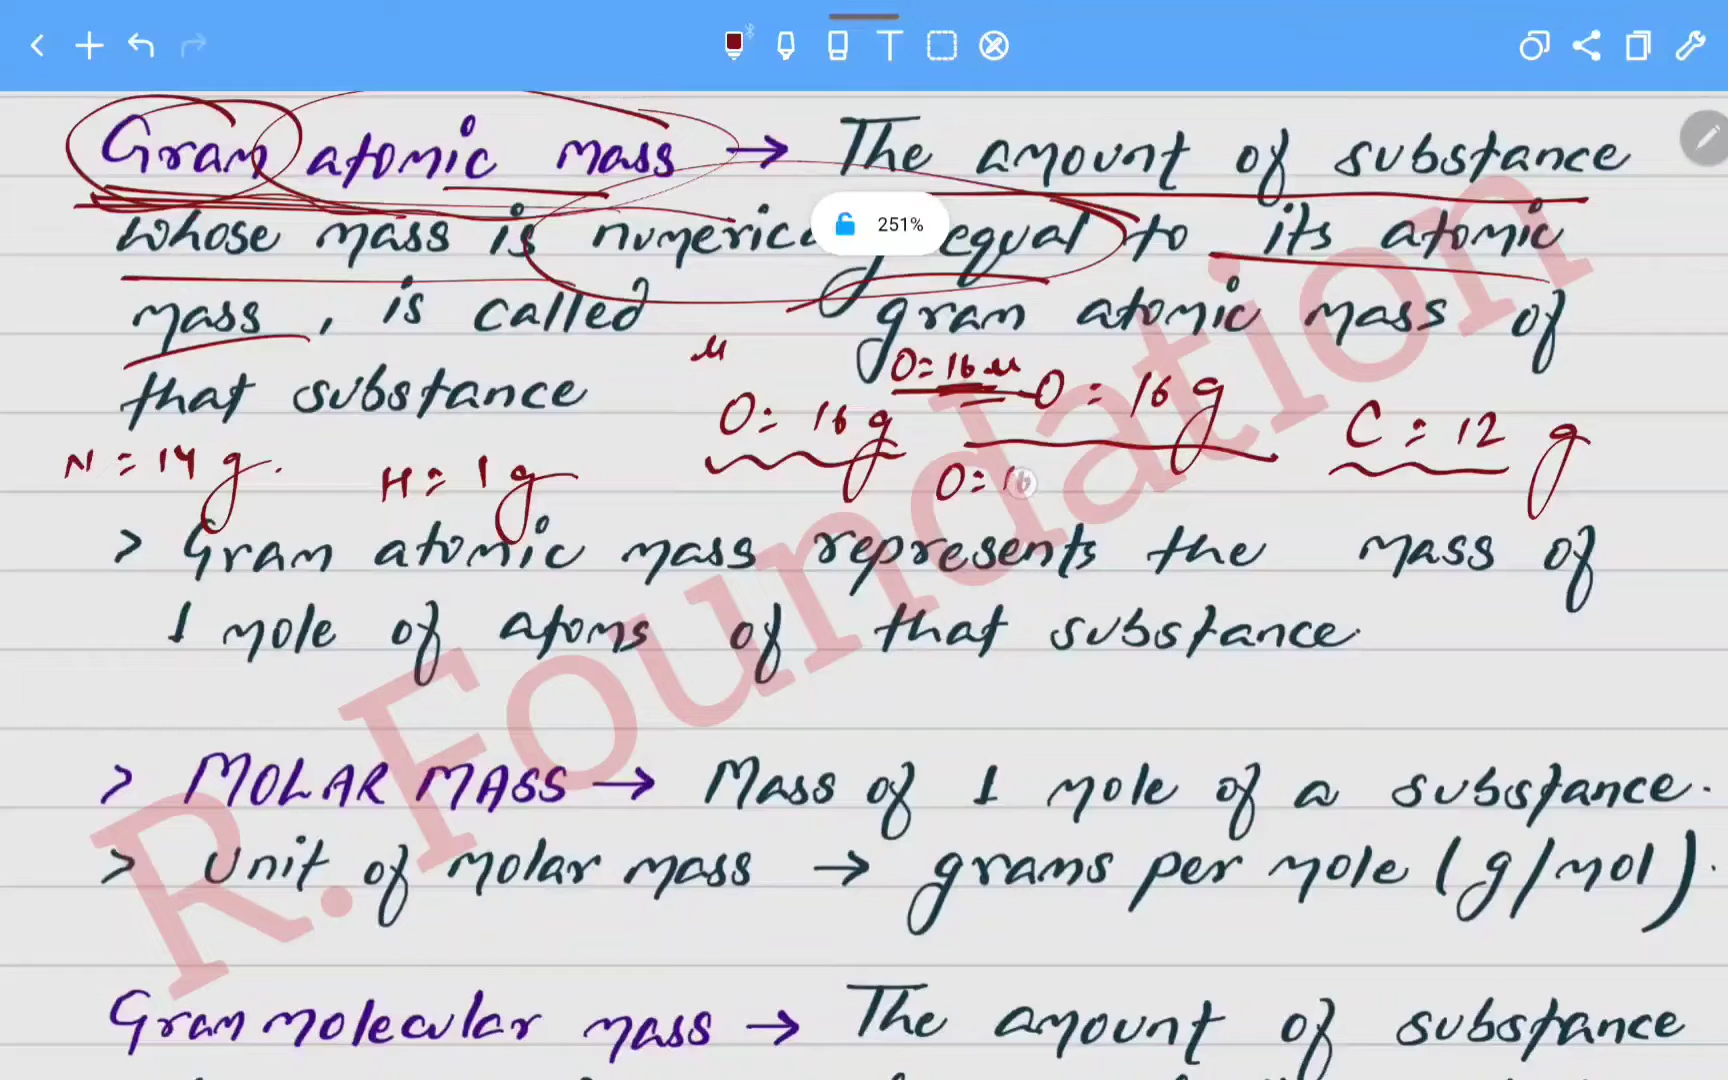 Gram atomic mass → The amount of substance
251%
whose mass is equal to its atomic
mass, is called gram atomic mass of
u
O = 16 u
that substance O = 16 g O = 16 g C = 12 g
N = 14 g. H = 1 g O = 16
> Gram atomic mass represents the mass of
1 mole of atoms of that substance.
> MOLAR MASS → Mass of 1 mole of a substance.
> Unit of molar mass → grams per mole (g/mol).
Gram molecular mass → The amount of substance
R. Foundation